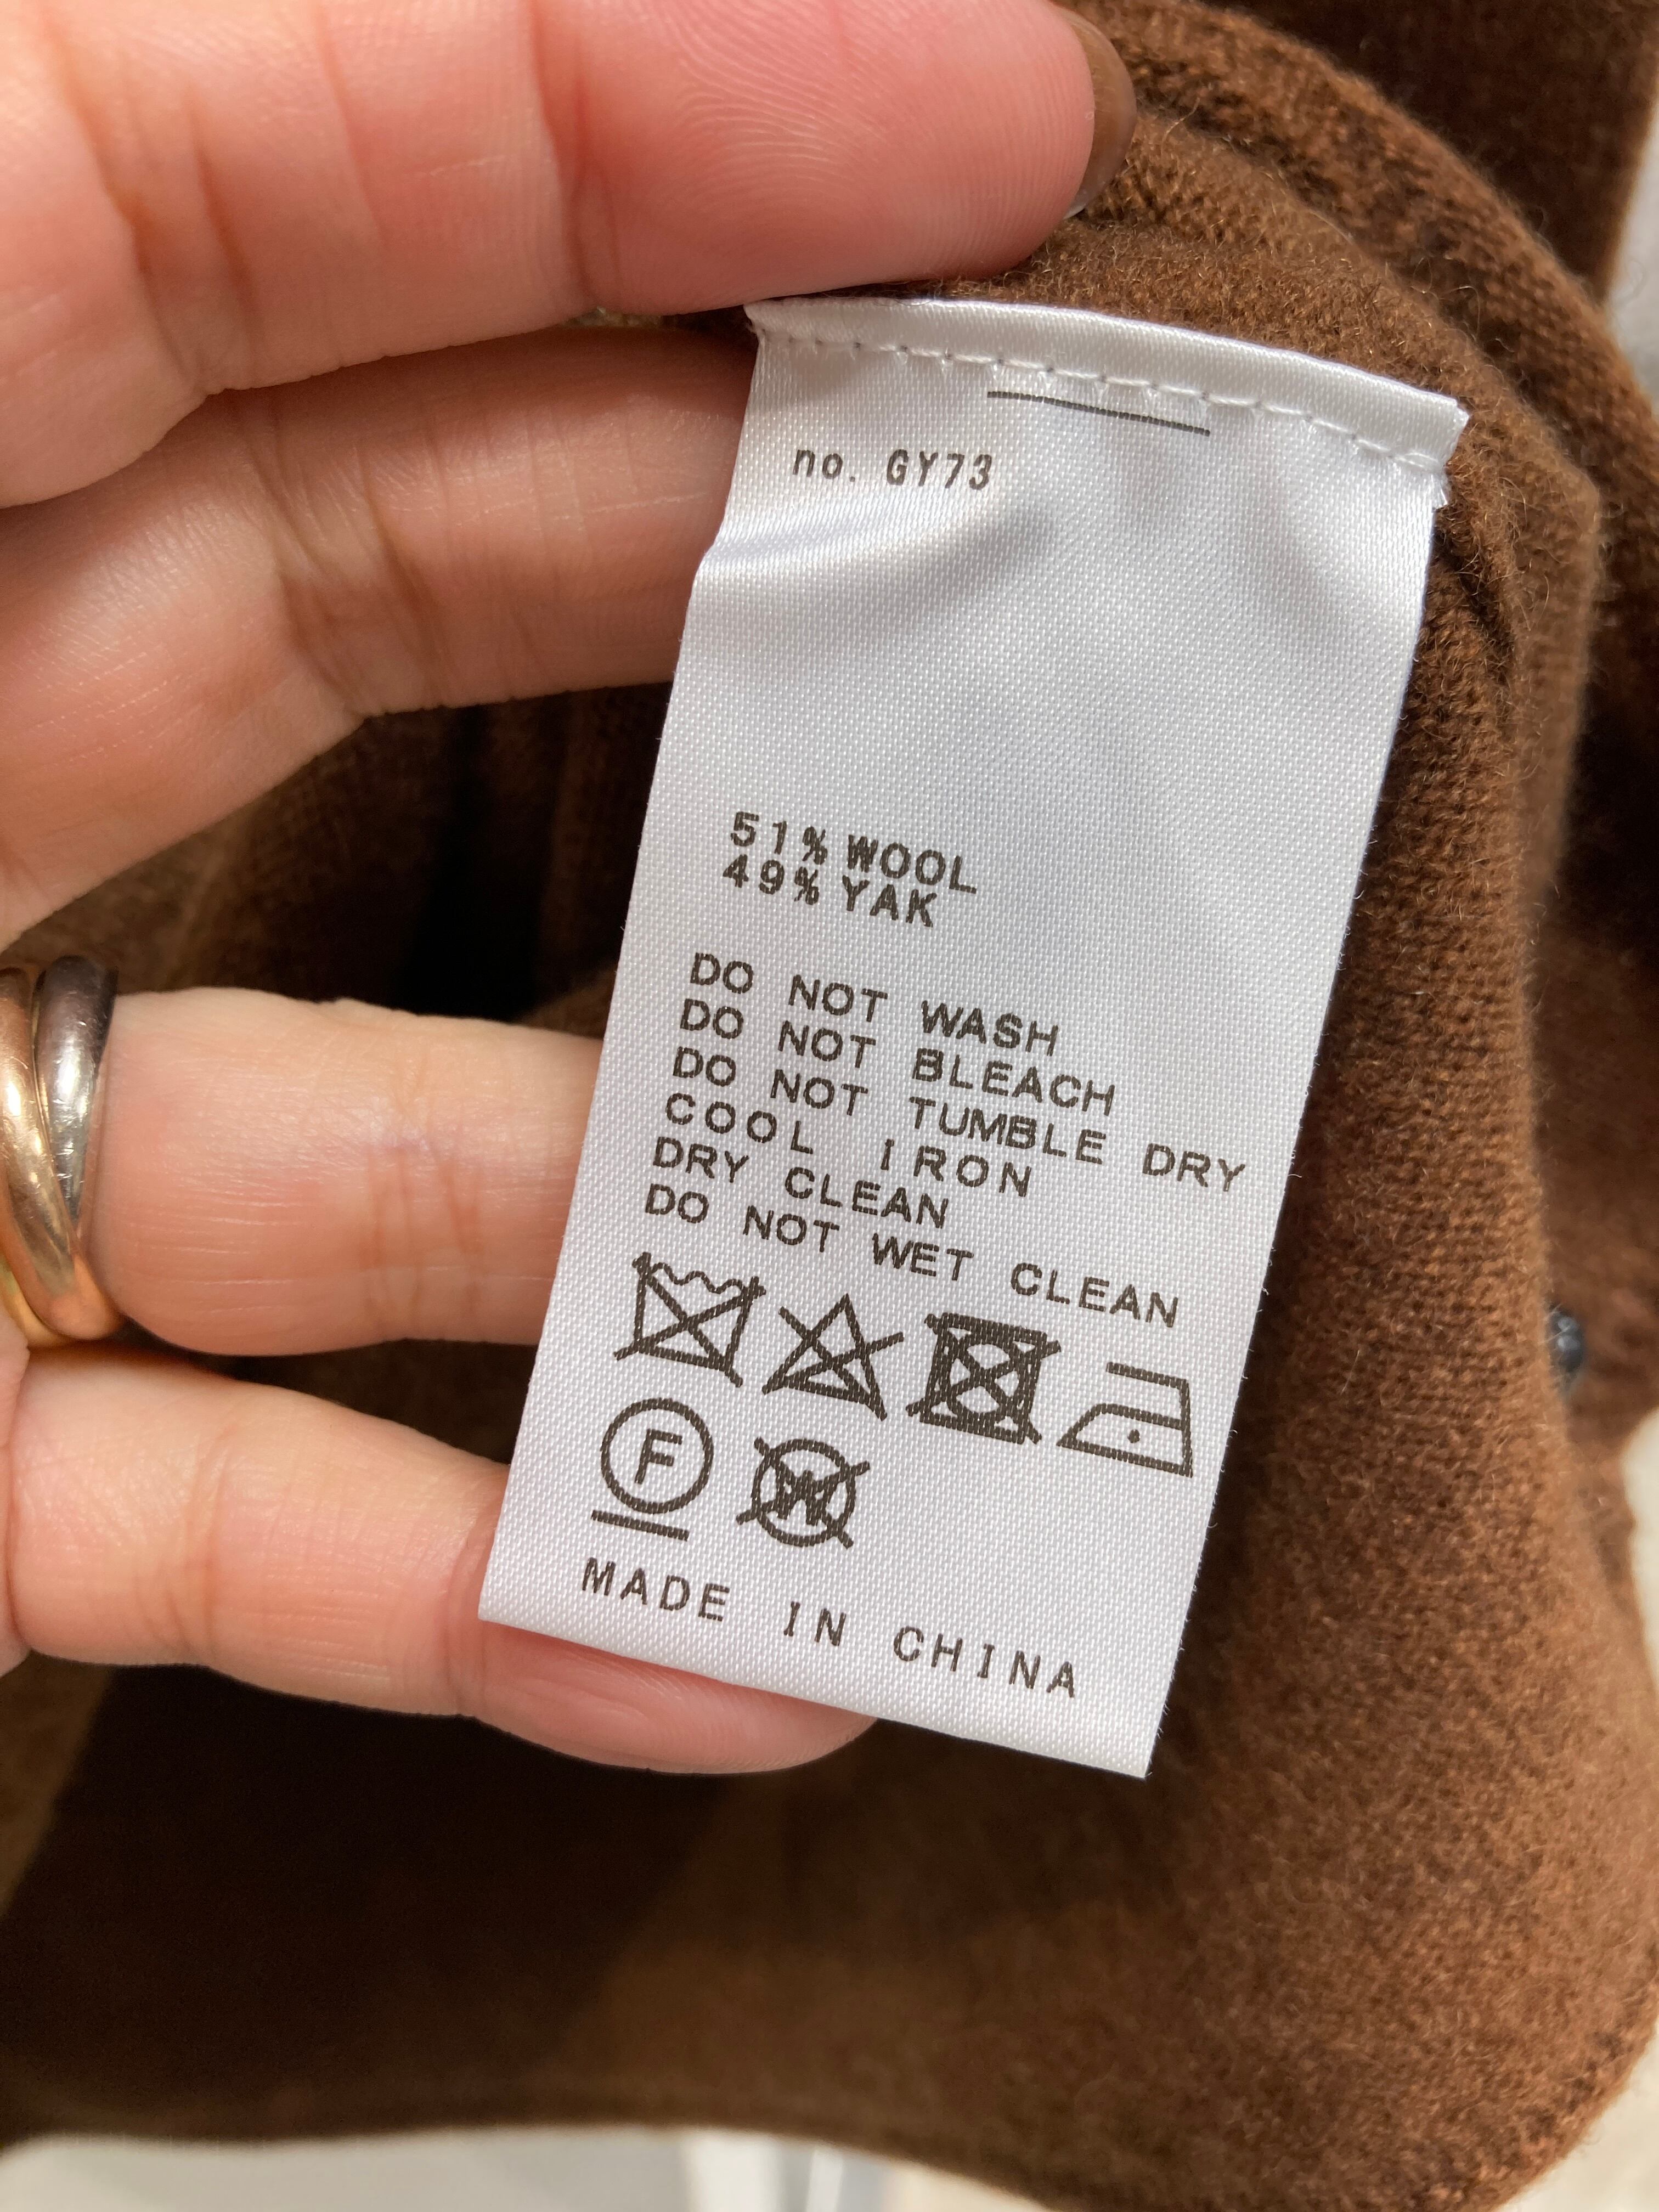 no. GY73
51% WOOL
49% YAK
DO NOT WASH
DO NOT BLEACH
DO NOT TUMBLE DRY
COOL IRON
DRY CLEAN
DO NOT WET CLEAN
F W
MADE IN CHINA